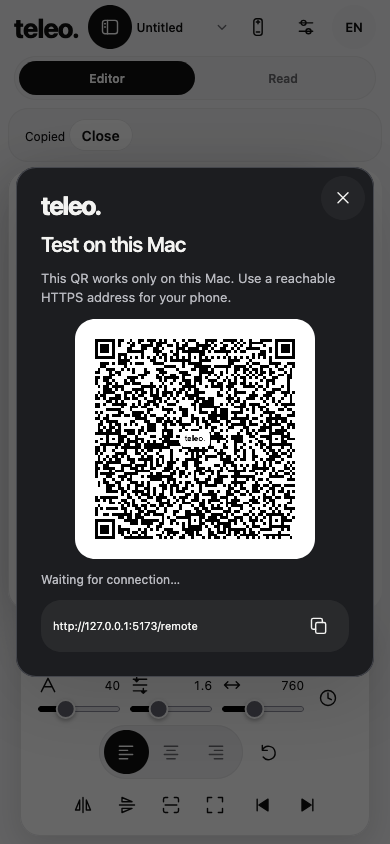 teleo.
Untitled
EN
Editor
Read
Copied
Close
teleo.
Test on this Mac
This QR works only on this Mac. Use a reachable
HTTPS address for your phone.
teleo.
Waiting for connection...
http://127.0.0.1:5173/remote
40
1.6
760